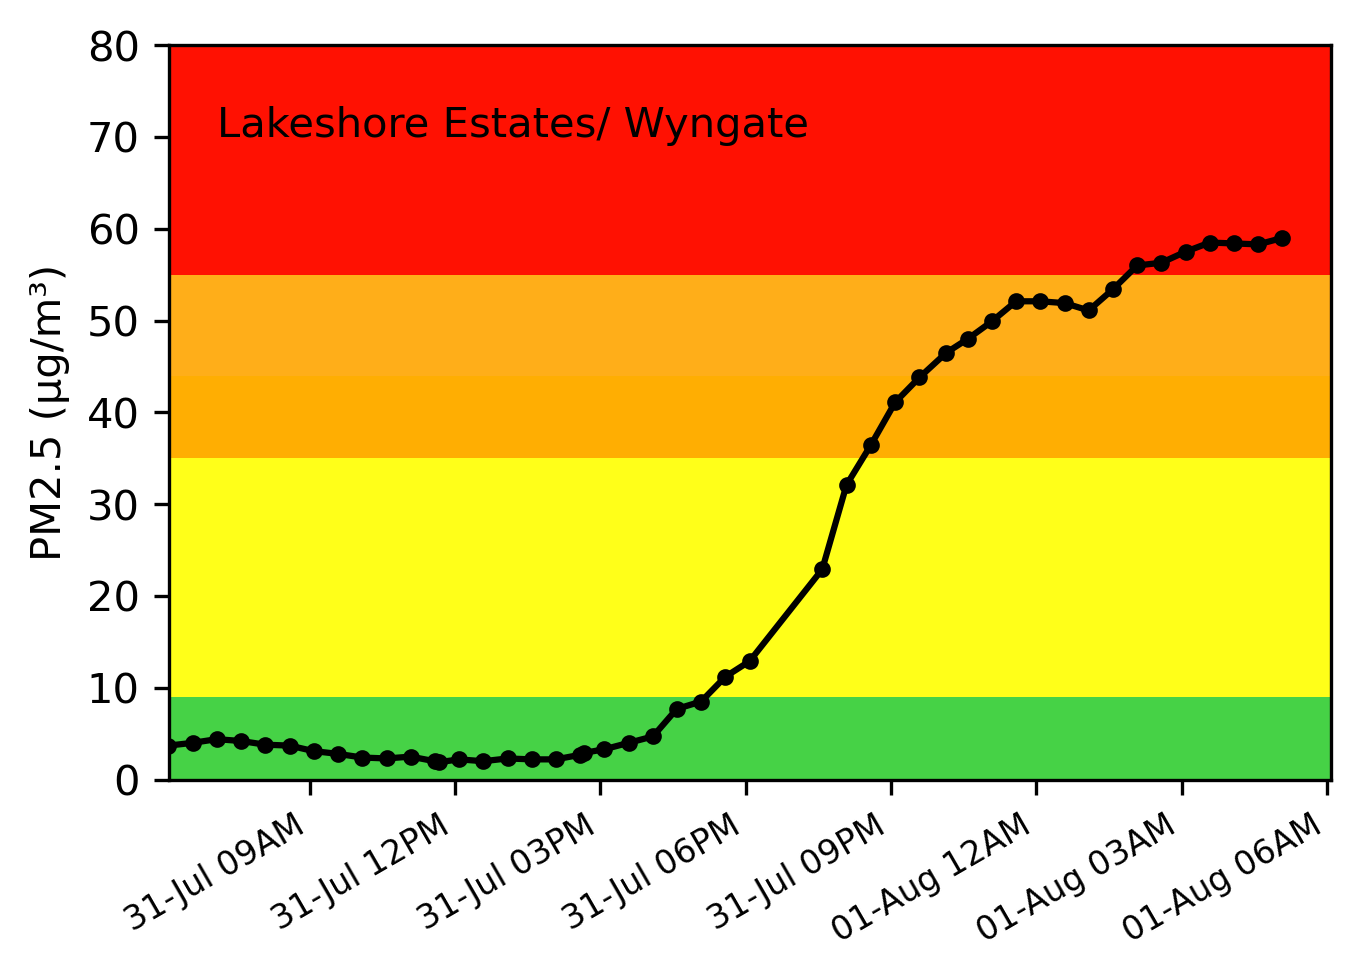 80
Lakeshore Estates/ Wyngate
70
60
50
40
30
20
10
0
PM2.5 (µg/m³)
31-Jul 09AM
31-Jul 12PM
31-Jul 03PM
31-Jul 06PM
31-Jul 09PM
01-Aug 12AM
01-Aug 03AM
01-Aug 06AM